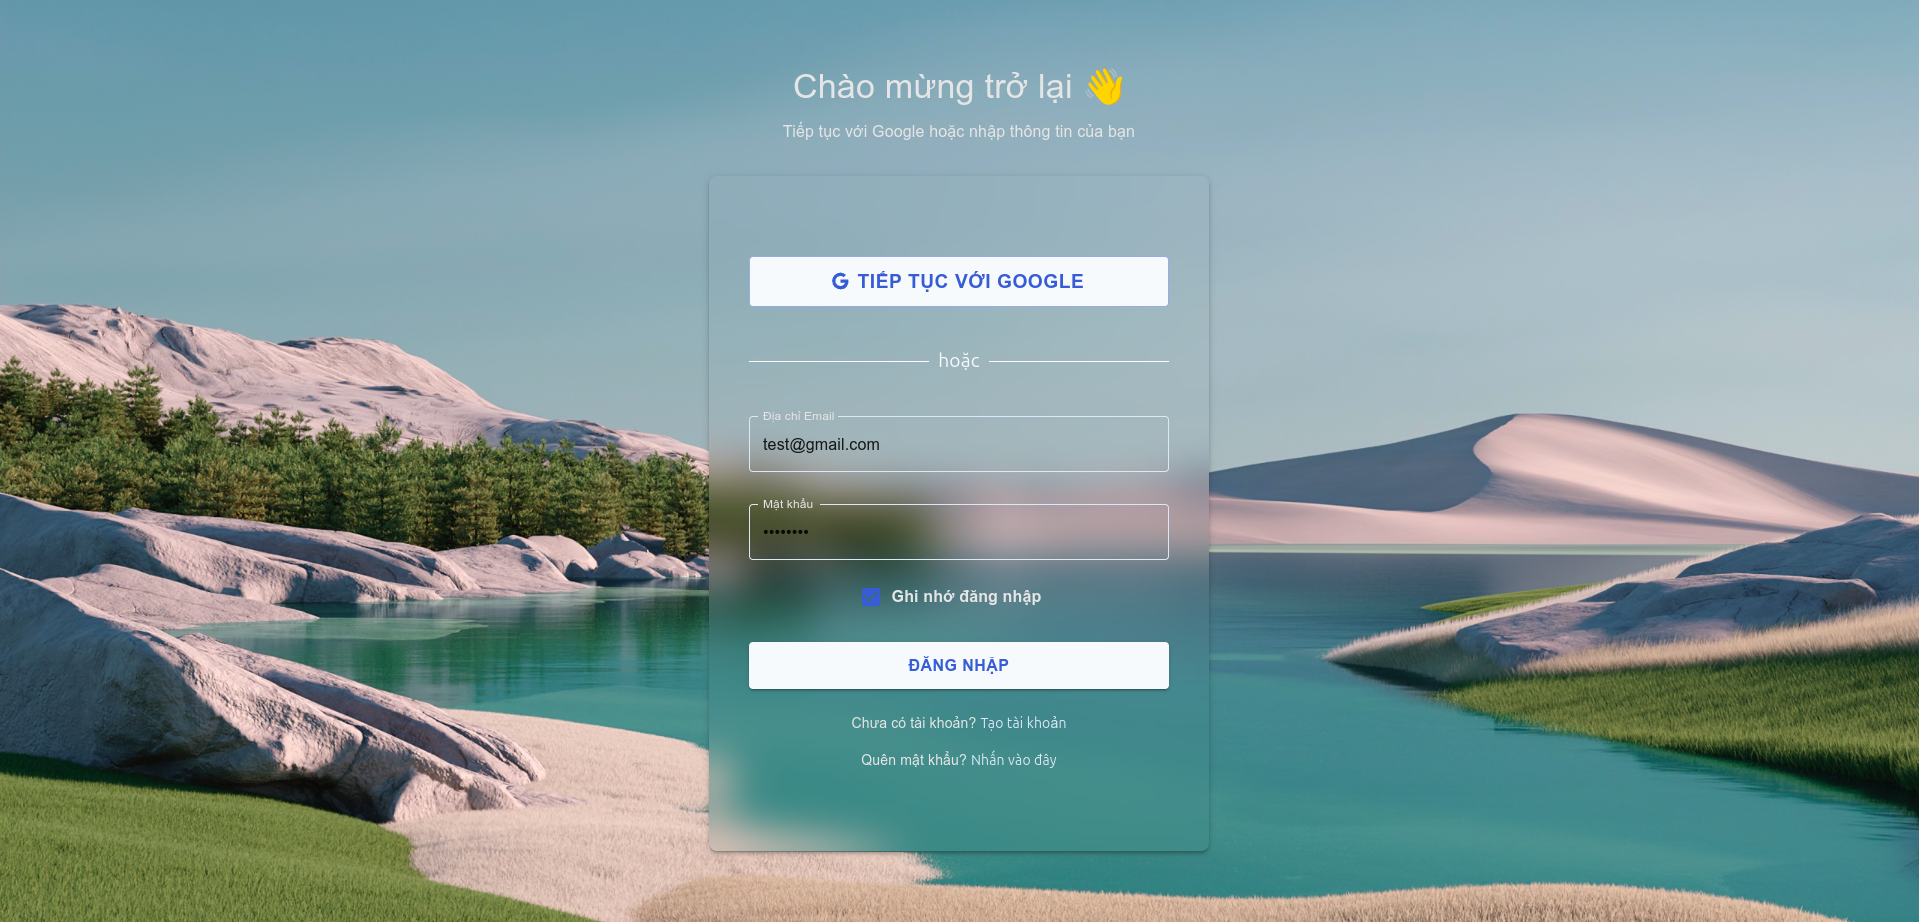 Chào mừng trở lại 👋
Tiếp tục với Google hoặc nhập thông tin của bạn
TIẾP TỤC VỚI GOOGLE
hoặc
Địa chỉ Email
test@gmail.com
Mật khẩu
••••••••
Ghi nhớ đăng nhập
ĐĂNG NHẬP
Chưa có tài khoản? Tạo tài khoản
Quên mật khẩu? Nhấn vào đây